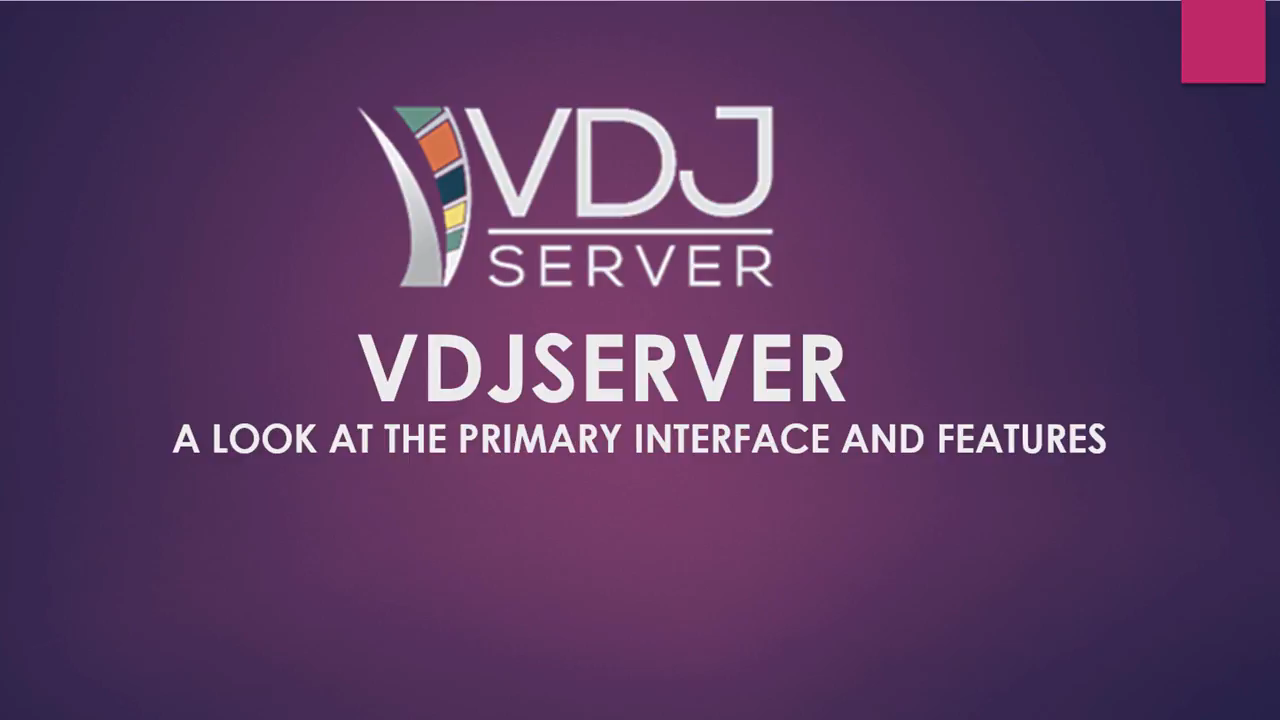 VDJ
SERVER
VDJSERVER
A LOOK AT THE PRIMARY INTERFACE AND FEATURES